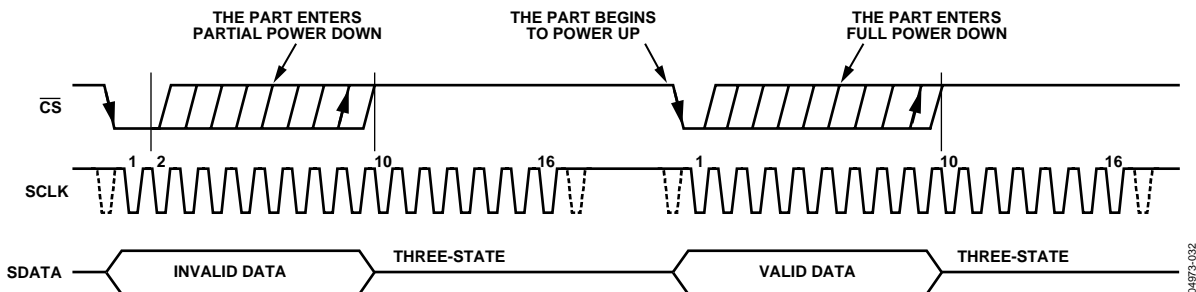 THE PART ENTERS
PARTIAL POWER DOWN
THE PART BEGINS
TO POWER UP
THE PART ENTERS
FULL POWER DOWN
CS
1 2 10 16 1 10 16
SCLK
SDATA INVALID DATA THREE-STATE VALID DATA THREE-STATE
04973-032